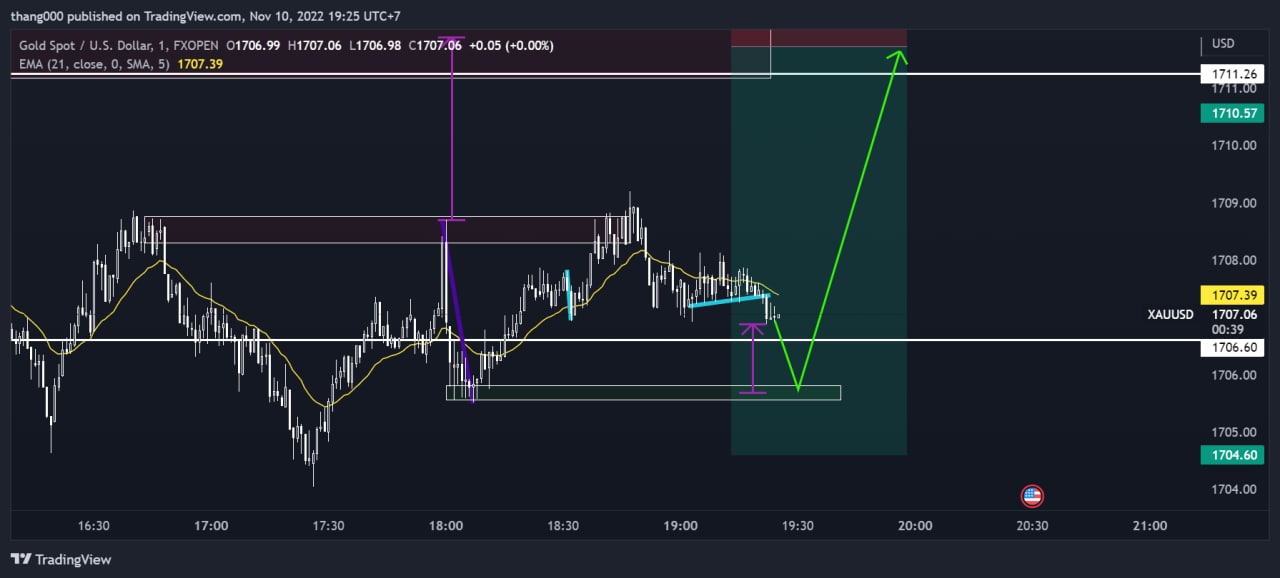 thang000 published on TradingView.com, Nov 10, 2022 19:25 UTC+7
Gold Spot / U.S. Dollar, 1, FXOPEN O1706.99 H1707.06 L1706.98 C1707.06 +0.05 (+0.00%)
EMA (21, close, 0, SMA, 5) 1707.39
USD
1711.26
1711.00
1710.57
1710.00
1709.00
1708.00
1707.39
XAUUSD 1707.06
00:39
1706.60
1706.00
1705.00
1704.60
1704.00
16:30 17:00 17:30 18:00 18:30 19:00 19:30 20:00 20:30 21:00
TradingView